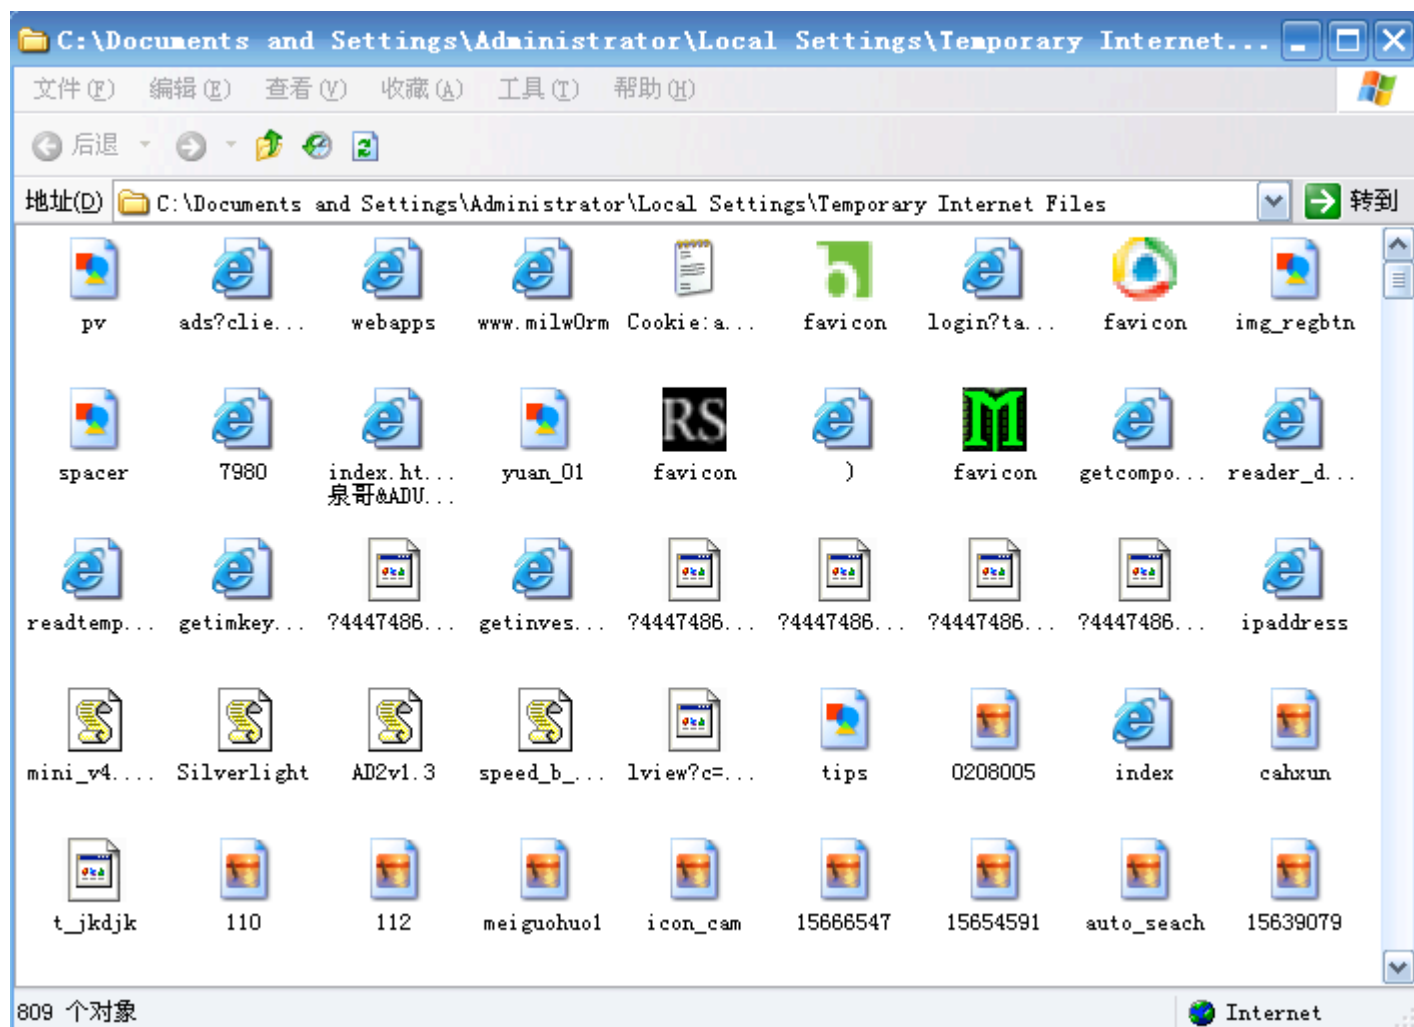 C:\Documents and Settings\Administrator\Local Settings\Temporary Internet...
文件(F) 编辑(E) 查看(V) 收藏(A) 工具(T) 帮助(H)
后退
地址(D) C:\Documents and Settings\Administrator\Local Settings\Temporary Internet Files 转到
pv ads?clie... webapps www.milw0rm Cookie:a... favicon login?ta... favicon img_regbtn
RS
spacer 7980 index.ht... yuan_01 favicon ) favicon getcompo... reader_d...
泉哥&ADU...
readtemp... getimkey... ?4447486... getinves... ?4447486... ?4447486... ?4447486... ?4447486... ipaddress
mini_v4.... Silverlight AD2v1.3 speed_b_... lview?c=... tips 0208005 index cahxun
t_jkdjk 110 112 meiguohuo1 icon_cam 15666547 15654591 auto_seach 15639079
809 个对象 Internet